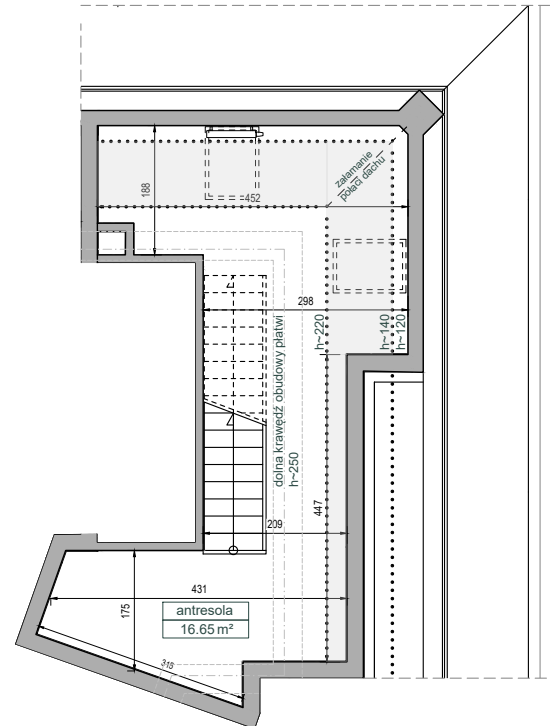 załamanie
połaci dachu
188
452
298
h~220
h~140
h~120
dolna krawędź obudowy płatwi
h~250
447
209
431
175
antresola
16.65 m²
315